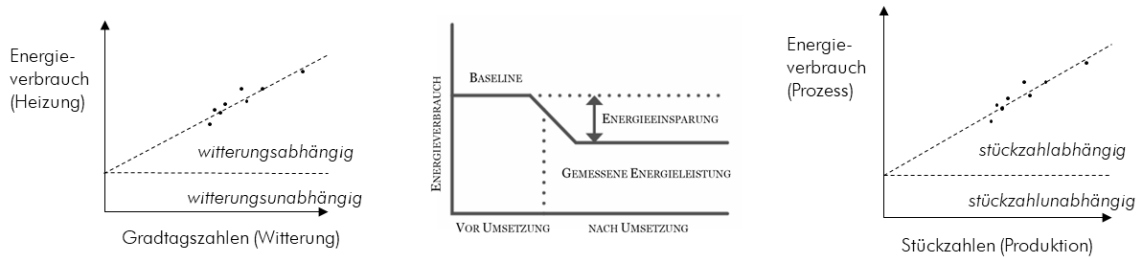 Energie-
verbrauch
(Heizung)
witterungsabhängig
witterungsunabhängig
Gradtagszahlen (Witterung)
ENERGIEVERBRAUCH
BASELINE
ENERGIEEINSPARUNG
GEMESSENE ENERGIELEISTUNG
VOR UMSETZUNG
NACH UMSETZUNG
Energie-
verbrauch
(Prozess)
stückzahlabhängig
stückzahlunabhängig
Stückzahlen (Produktion)